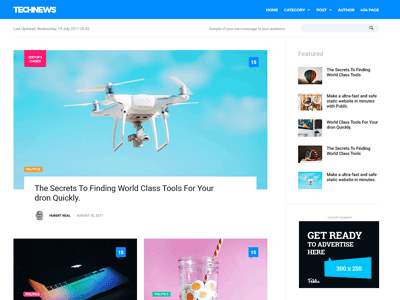 TECHNEWS
HOME CATEGORY POST AUTHOR 404 PAGE
Last Updated: Wednesday, 19 July 2017 20:43
Sample of your own message to your audience
EDITOR'S
CHOICE
15
POLITICS
The Secrets To Finding World Class Tools For Your
dron Quickly.
HUBERT NEAL
AUGUST 10, 2017
15
15
POLITICS
Featured
The Secrets To Finding
World Class Tools
Make a ultra-fast and safe
static website in minutes
with Publii.
World Class Tools For Your
dron Quickly.
The Secrets To Finding
World Class Tools
Make a ultra-fast and safe
static website in minutes.
ADVERTISEMENT
GET READY
TO ADVERTISE
HERE
300 x 250
Publii